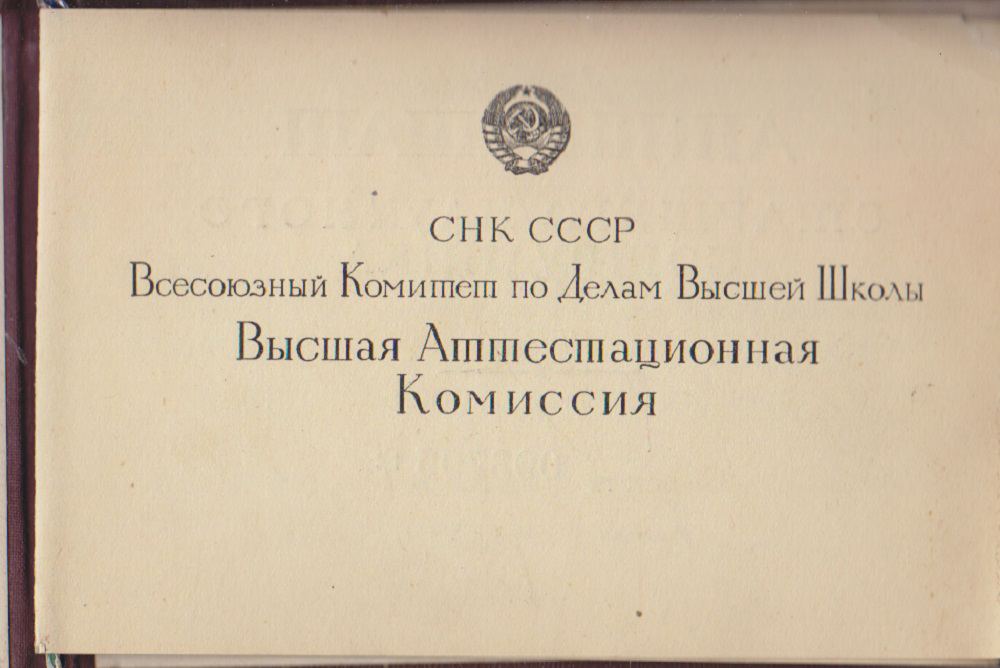 СНК СССР
Всесоюзный Комитет по Делам Высшей Школы
Высшая Аттестационная
Комиссия